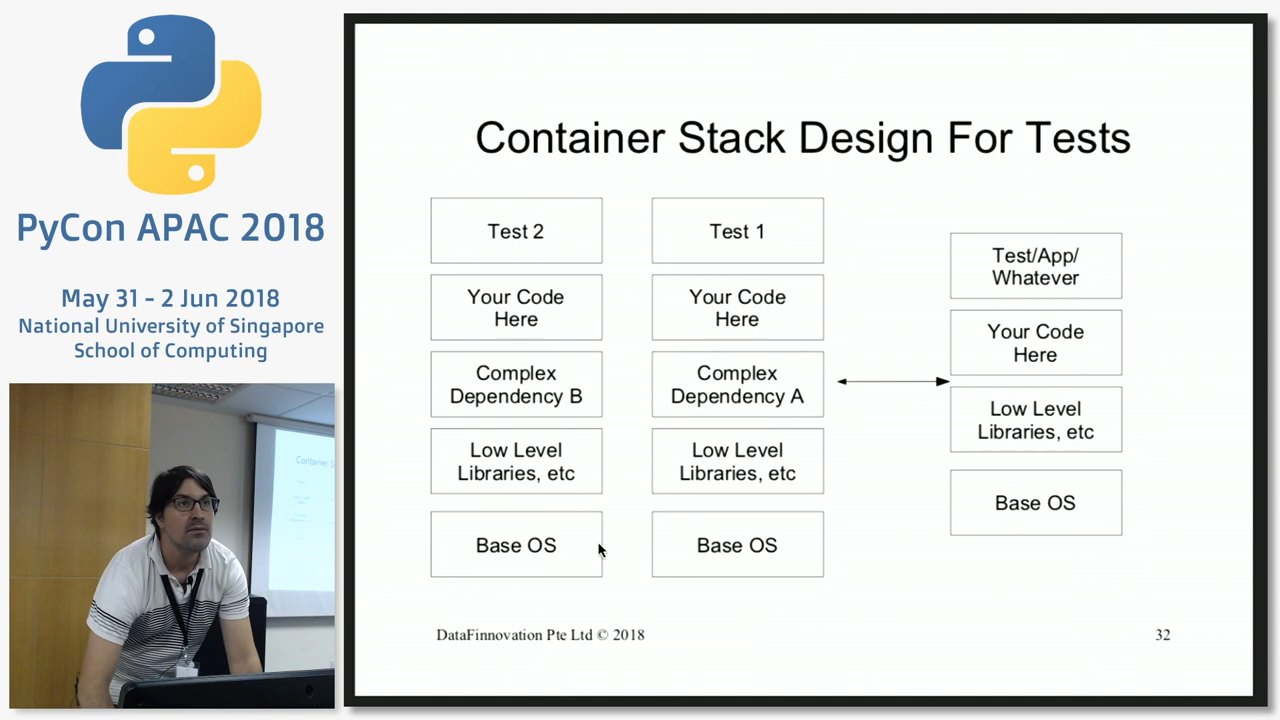 PyCon APAC 2018
May 31 - 2 Jun 2018
National University of Singapore
School of Computing
Container Stack Design For Tests
Test 2
Your Code
Here
Complex
Dependency B
Low Level
Libraries, etc
Base OS
Test 1
Your Code
Here
Complex
Dependency A
Low Level
Libraries, etc
Base OS
Test/App/
Whatever
Your Code
Here
Low Level
Libraries, etc
Base OS
DataFinnovation Pte Ltd © 2018
32
Container S